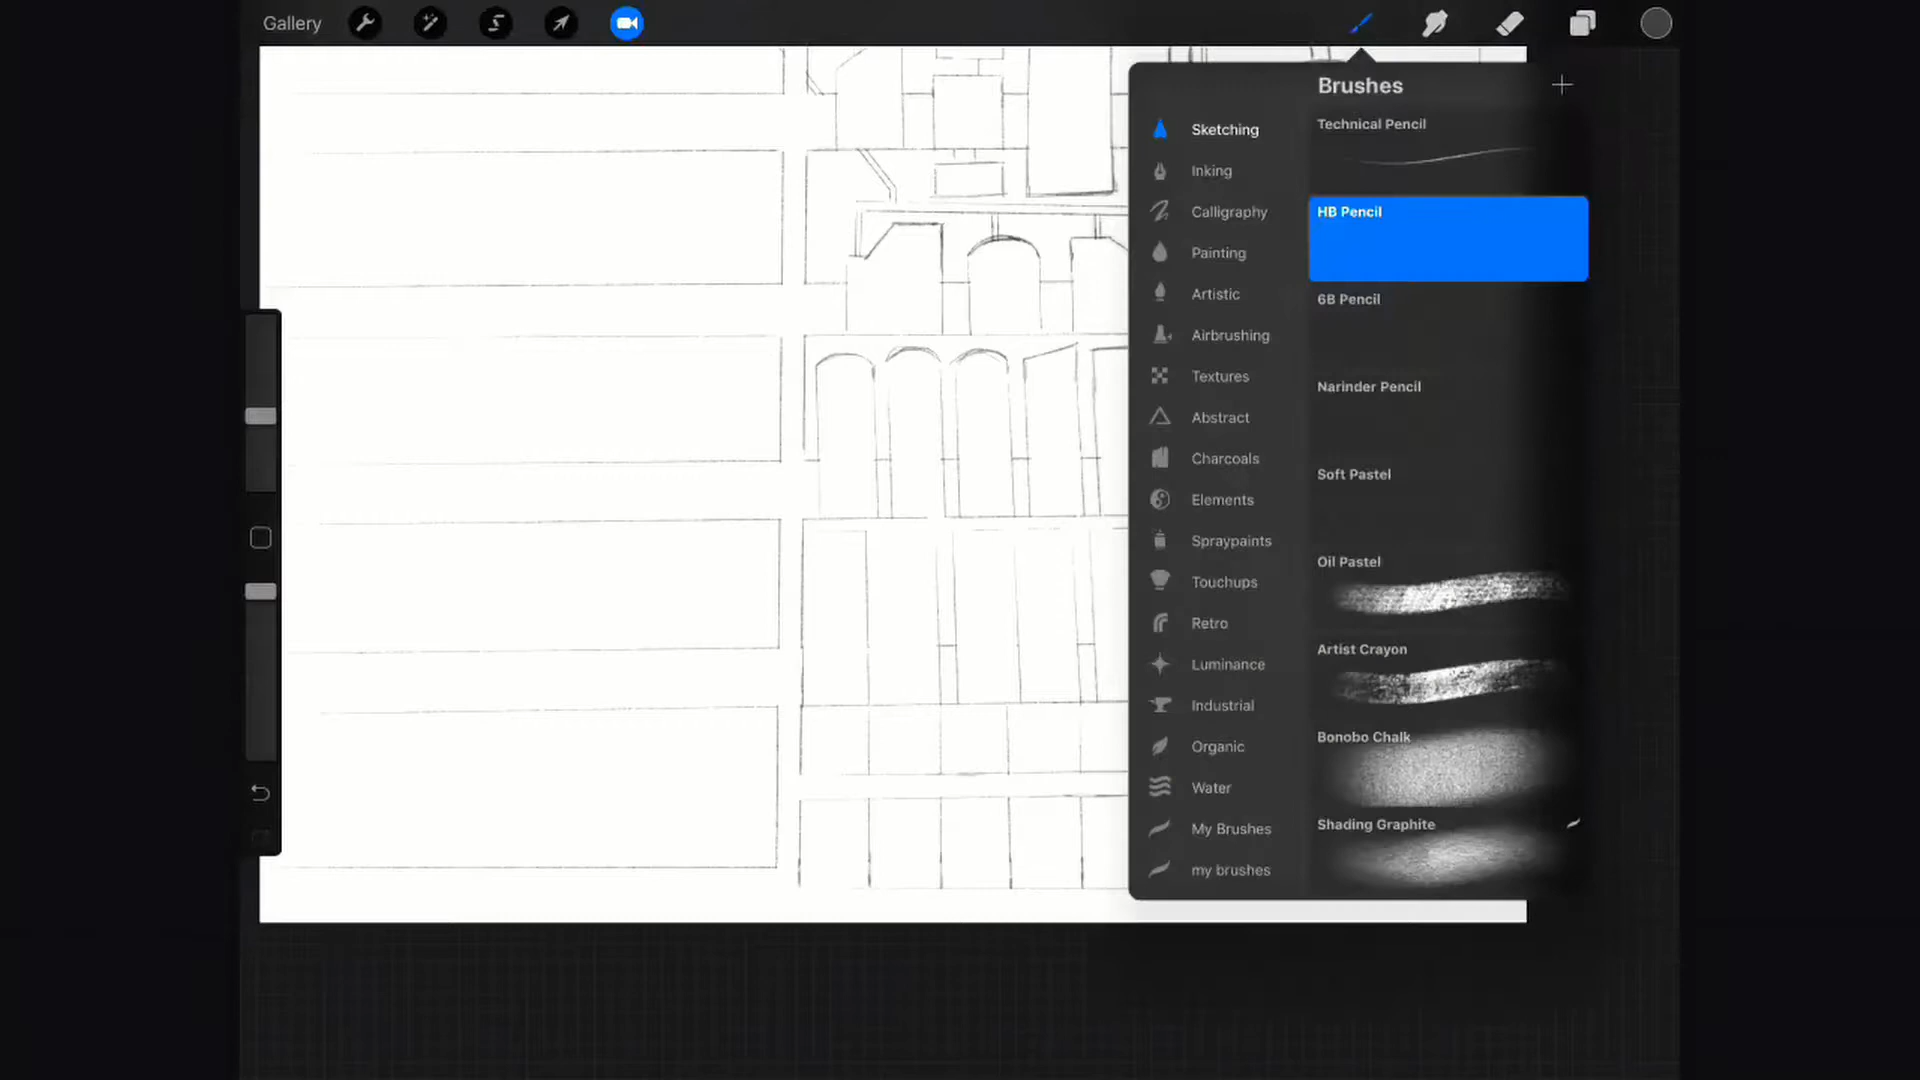 Gallery
Brushes
Sketching
Inking
Calligraphy
Painting
Artistic
Airbrushing
Textures
Abstract
Charcoals
Elements
Spraypaints
Touchups
Retro
Luminance
Industrial
Organic
Water
My Brushes
my brushes
Technical Pencil
HB Pencil
6B Pencil
Narinder Pencil
Soft Pastel
Oil Pastel
Artist Crayon
Bonobo Chalk
Shading Graphite